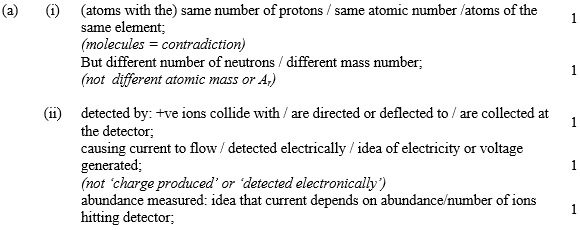 (a) (i) (atoms with the) same number of protons / same atomic number /atoms of the 1
same element;
(molecules = contradiction)
But different number of neutrons / different mass number; 1
(not different atomic mass or Ar)
(ii) detected by: +ve ions collide with / are directed or deflected to / are collected at 1
the detector;
causing current to flow / detected electrically / idea of electricity or voltage 1
generated;
(not ‘charge produced’ or ‘detected electronically’)
abundance measured: idea that current depends on abundance/number of ions 1
hitting detector;